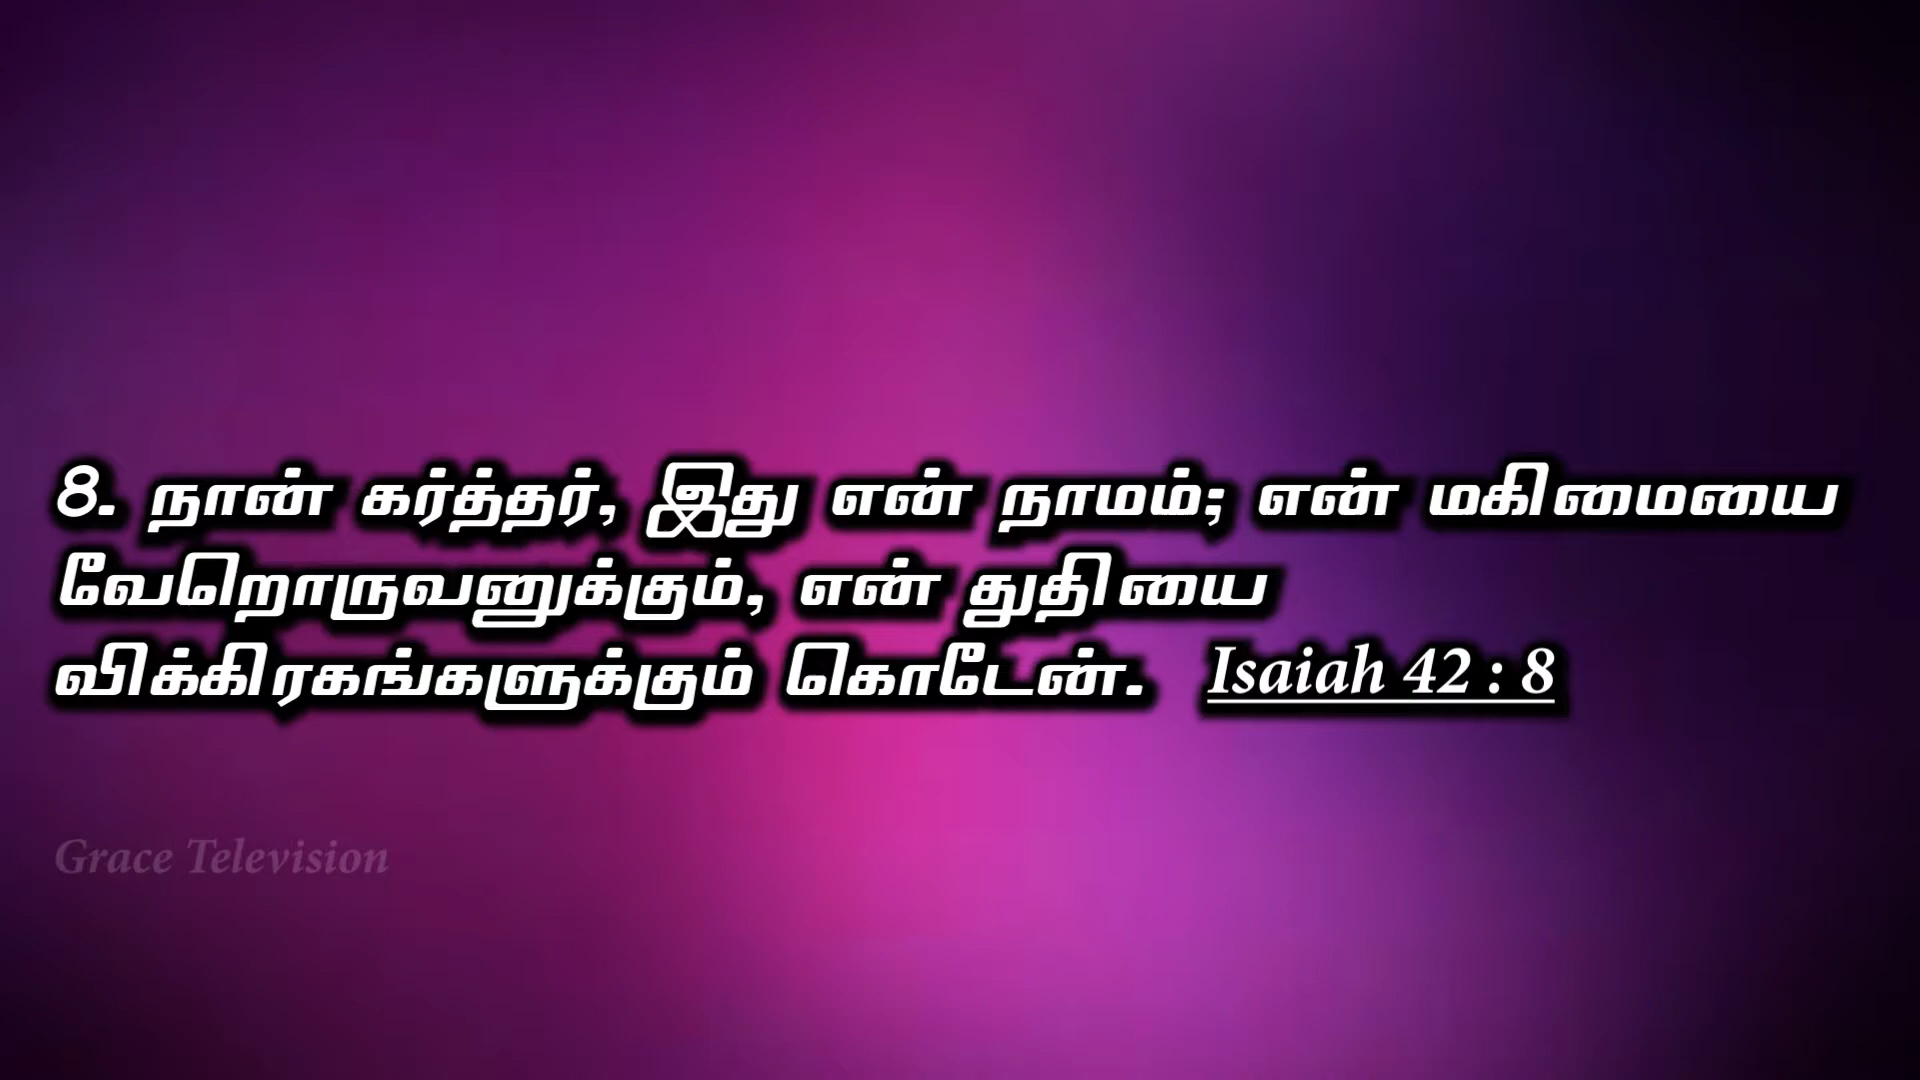 8. நான் கர்த்தர், இது என் நாமம்; என் மகிமையை
வேறொருவனுக்கும், என் துதியை
விக்கிரகங்களுக்கும் கொடேன். Isaiah 42 : 8
Grace Television